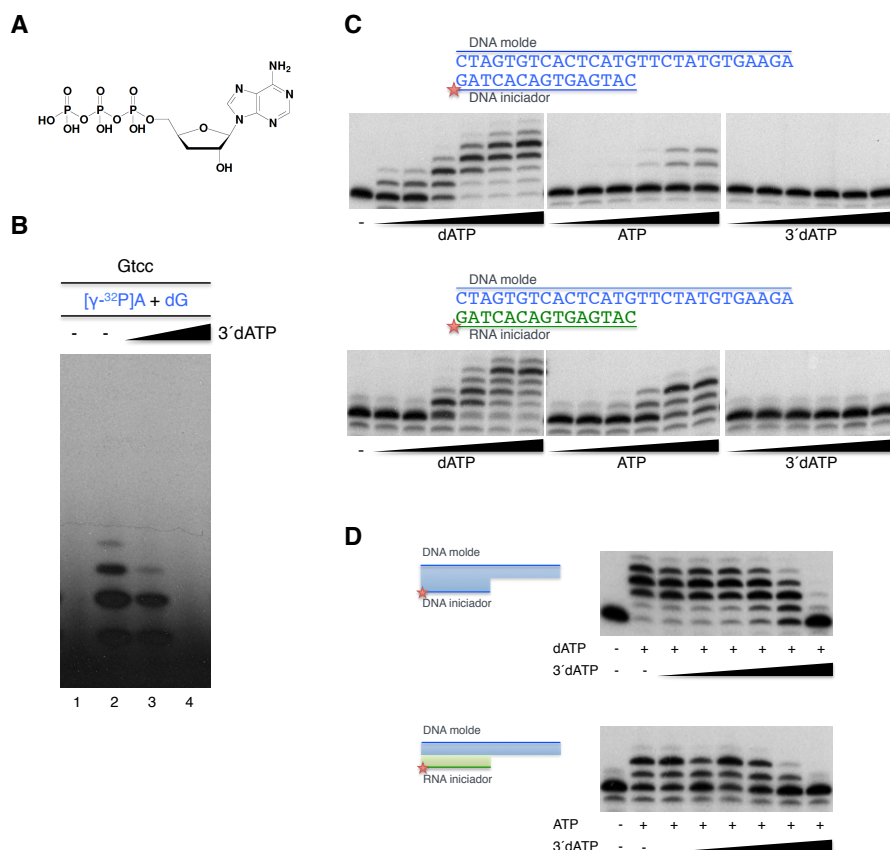 A
NH₂
N
N
N
N
O
O
O
HO
P
O
P
O
P
O
OH
OH
OH
O
OH
B
Gtcc
[γ-³²P]A + dG
- - 3´dATP
1 2 3 4
C
DNA molde
CTAGTGTCACTCATGTTCTATGTGAAGA
GATCACAGTGAGTAC
DNA iniciador
- dATP ATP 3´dATP
DNA molde
CTAGTGTCACTCATGTTCTATGTGAAGA
GATCACAGTGAGTAC
RNA iniciador
- dATP ATP 3´dATP
D
DNA molde
DNA iniciador
dATP - + + + + + + +
3´dATP - -
DNA molde
RNA iniciador
ATP - + + + + + + +
3´dATP - -